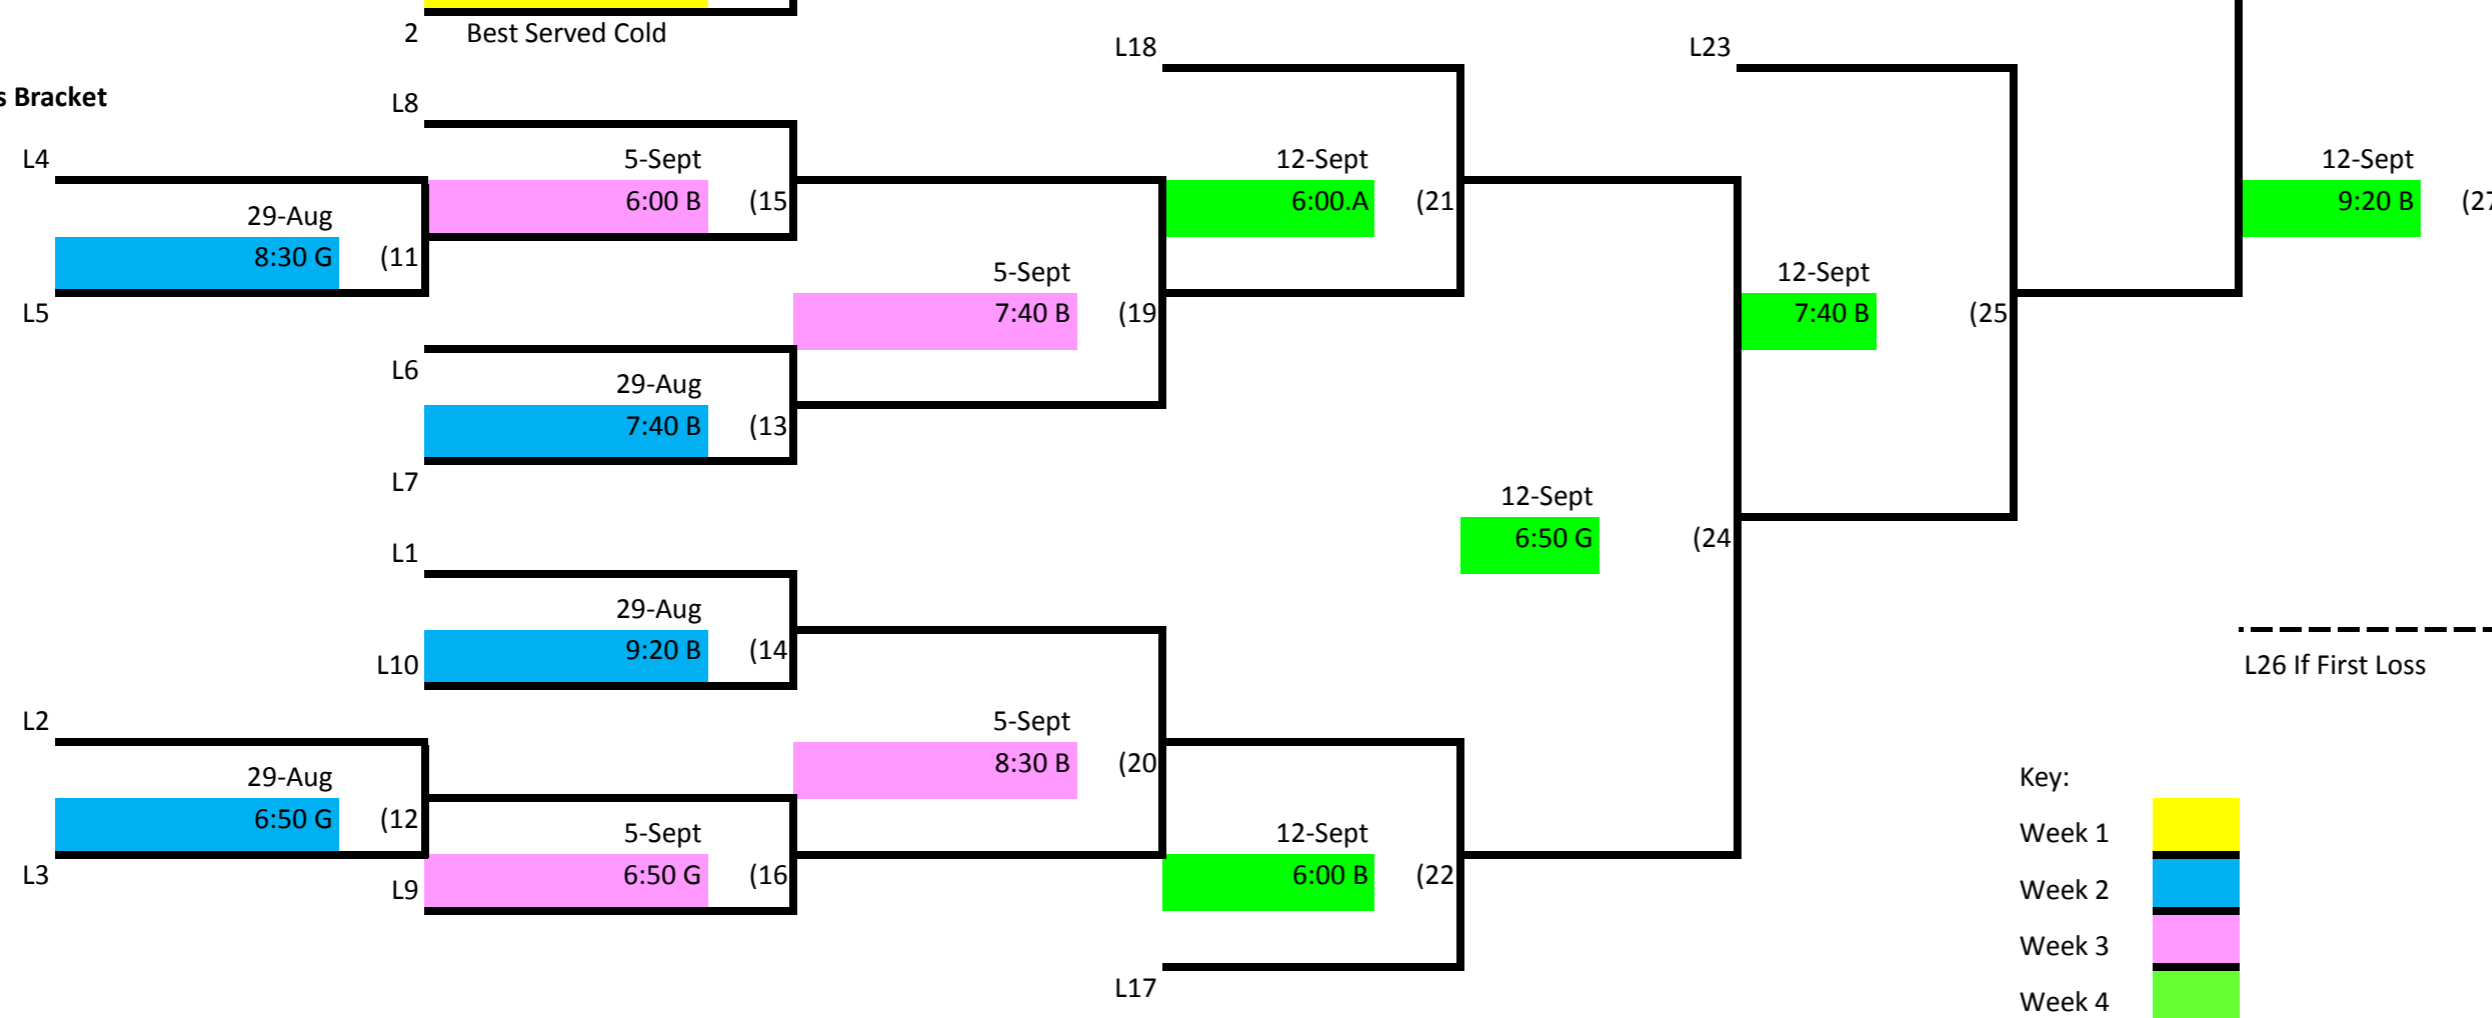 2 Best Served Cold
L18 L23
s Bracket
L8
L4 5-Sept 12-Sept 12-Sept
6:00 B (15 6:00.A (21 9:20 B (27
29-Aug
8:30 G (11
5-Sept 12-Sept
L5 7:40 B (19 7:40 B (25
L6
29-Aug
7:40 B (13
L7
12-Sept
6:50 G (24
L1
29-Aug
9:20 B (14
L10 L26 If First Loss
L2 5-Sept
8:30 B (20
29-Aug Key:
6:50 G (12
5-Sept 12-Sept Week 1
L3 6:50 G (16 6:00 B (22
L9 Week 2
Week 3
L17
Week 4